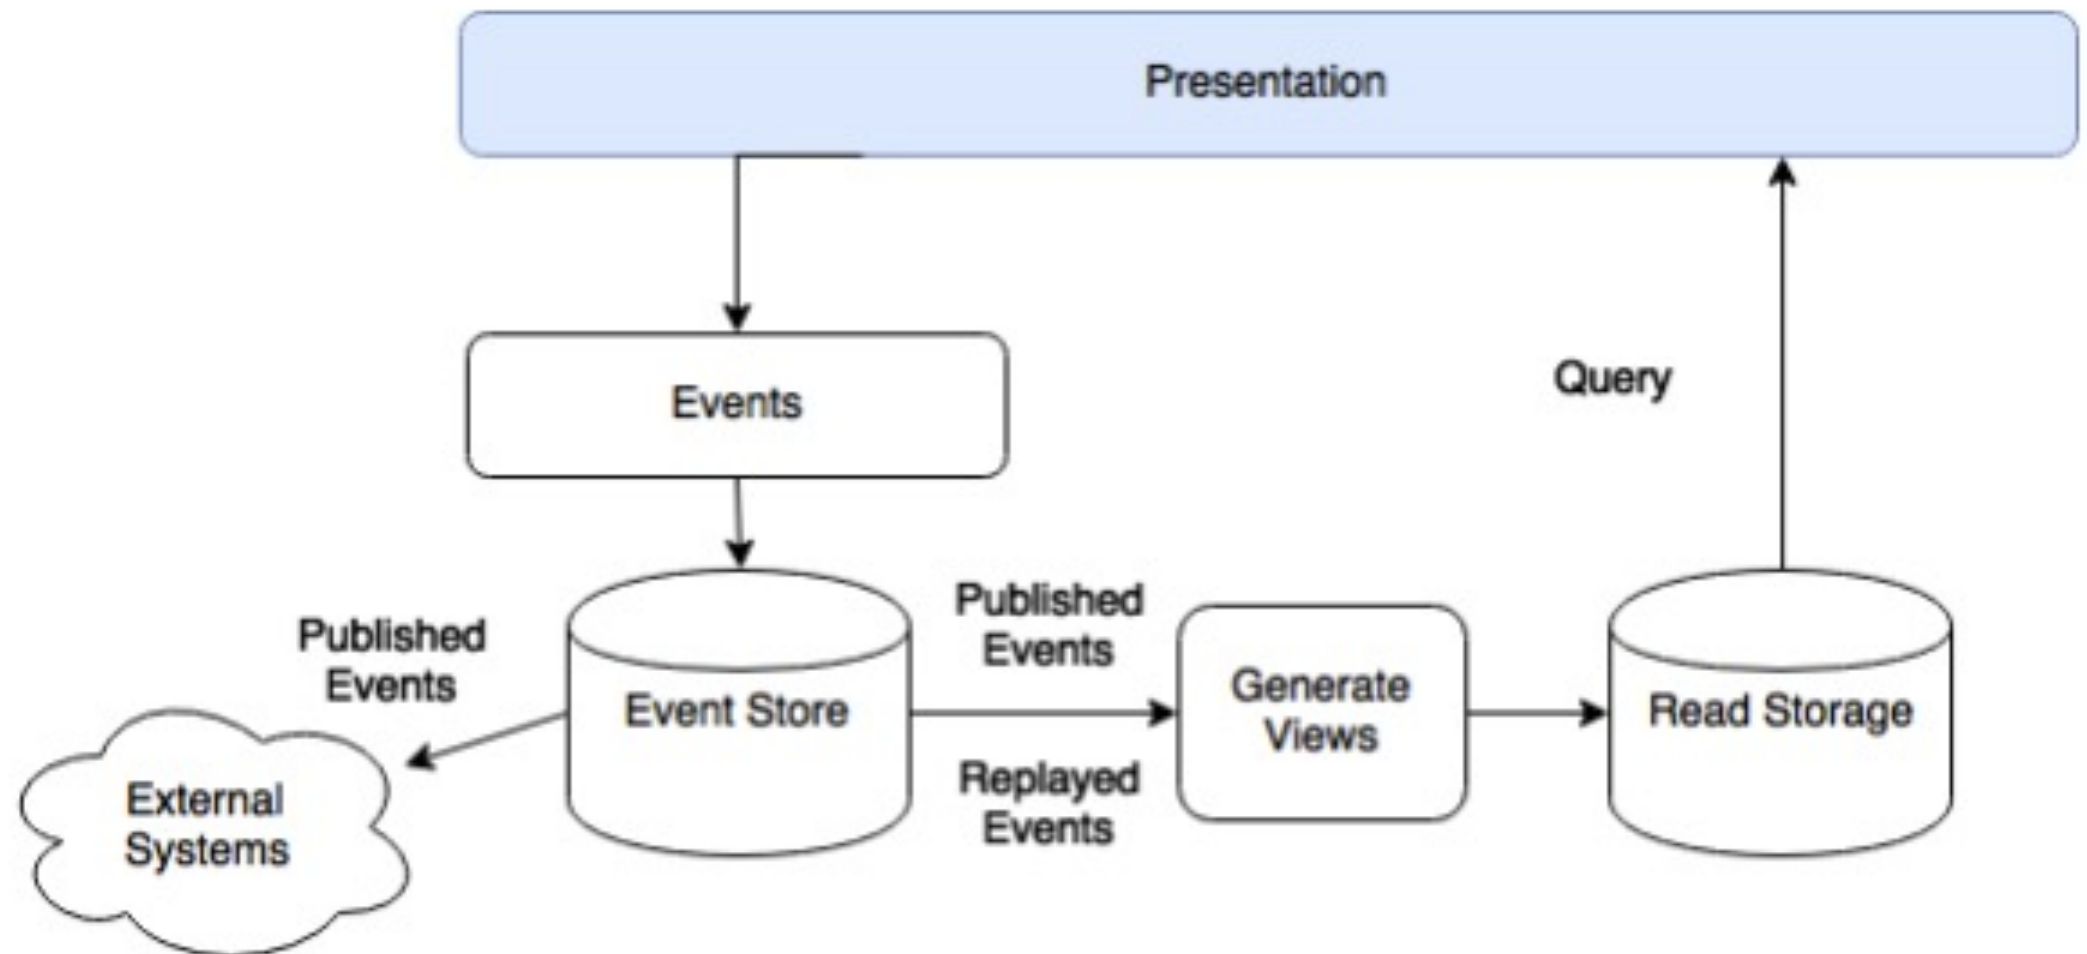 Presentation
Events
Query
Published
Events
Published
Events
Event Store
Generate
Views
Read Storage
Replayed
Events
External
Systems